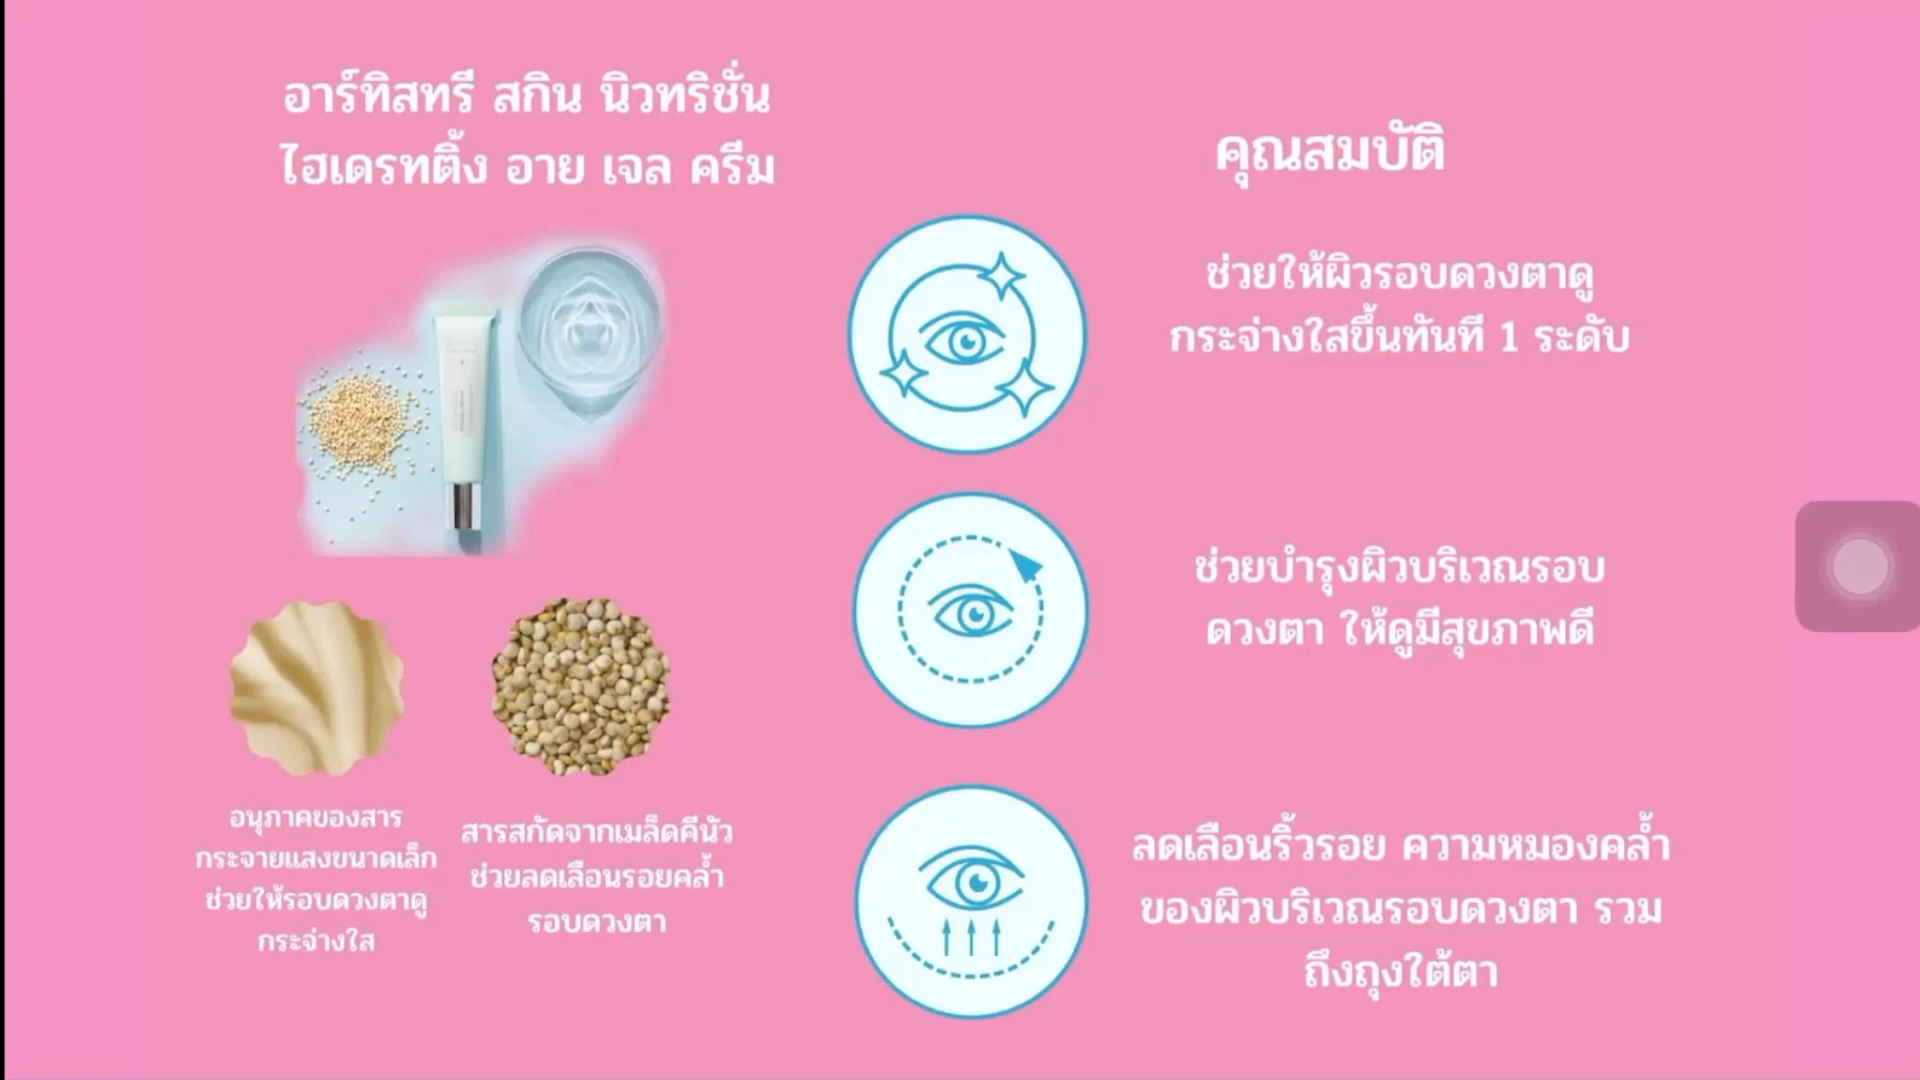 อาร์ทิสทรี สกิน นิวทริชั่น
ไฮเดรทติ้ง อาย เจล ครีม
คุณสมบัติ
ช่วยให้ผิวรอบดวงตาดู
กระจ่างใสขึ้นทันที 1 ระดับ
ช่วยบำรุงผิวบริเวณรอบ
ดวงตา ให้ดูมีสุขภาพดี
อนุภาคของสาร
กระจายแสงขนาดเล็ก
ช่วยให้รอบดวงตาดู
กระจ่างใส
สารสกัดจากเมล็ดคีนัว
ช่วยลดเลือนรอยคล้ำ
รอบดวงตา
ลดเลือนริ้วรอย ความหมองคล้ำ
ของผิวบริเวณรอบดวงตา รวม
ถึงถุงใต้ตา